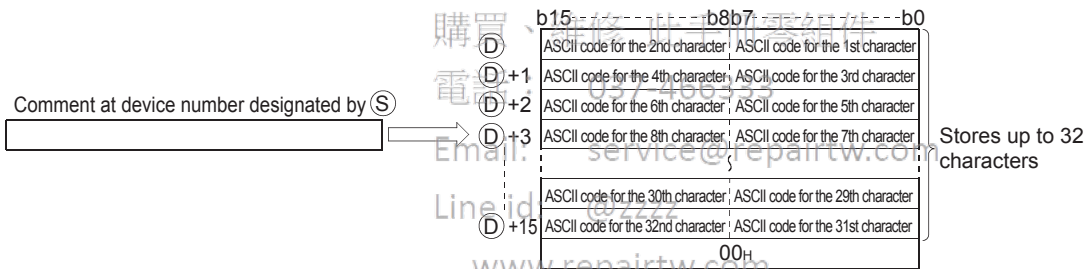 b15 b8b7 b0
購買、維修 此手冊零組件
Ⓓ ASCII code for the 2nd character ASCII code for the 1st character
Ⓓ +1 ASCII code for the 4th character ASCII code for the 3rd character
電話: 037-466333
Comment at device number designated by Ⓢ
Ⓓ +2 ASCII code for the 6th character ASCII code for the 5th character
Ⓓ +3 ASCII code for the 8th character ASCII code for the 7th character
Stores up to 32
characters
Email: service@repairtw.com
ASCII code for the 30th character ASCII code for the 29th character
Line id: @zzzz
Ⓓ +15 ASCII code for the 32nd character ASCII code for the 31st character
00H
www.repairtw.com